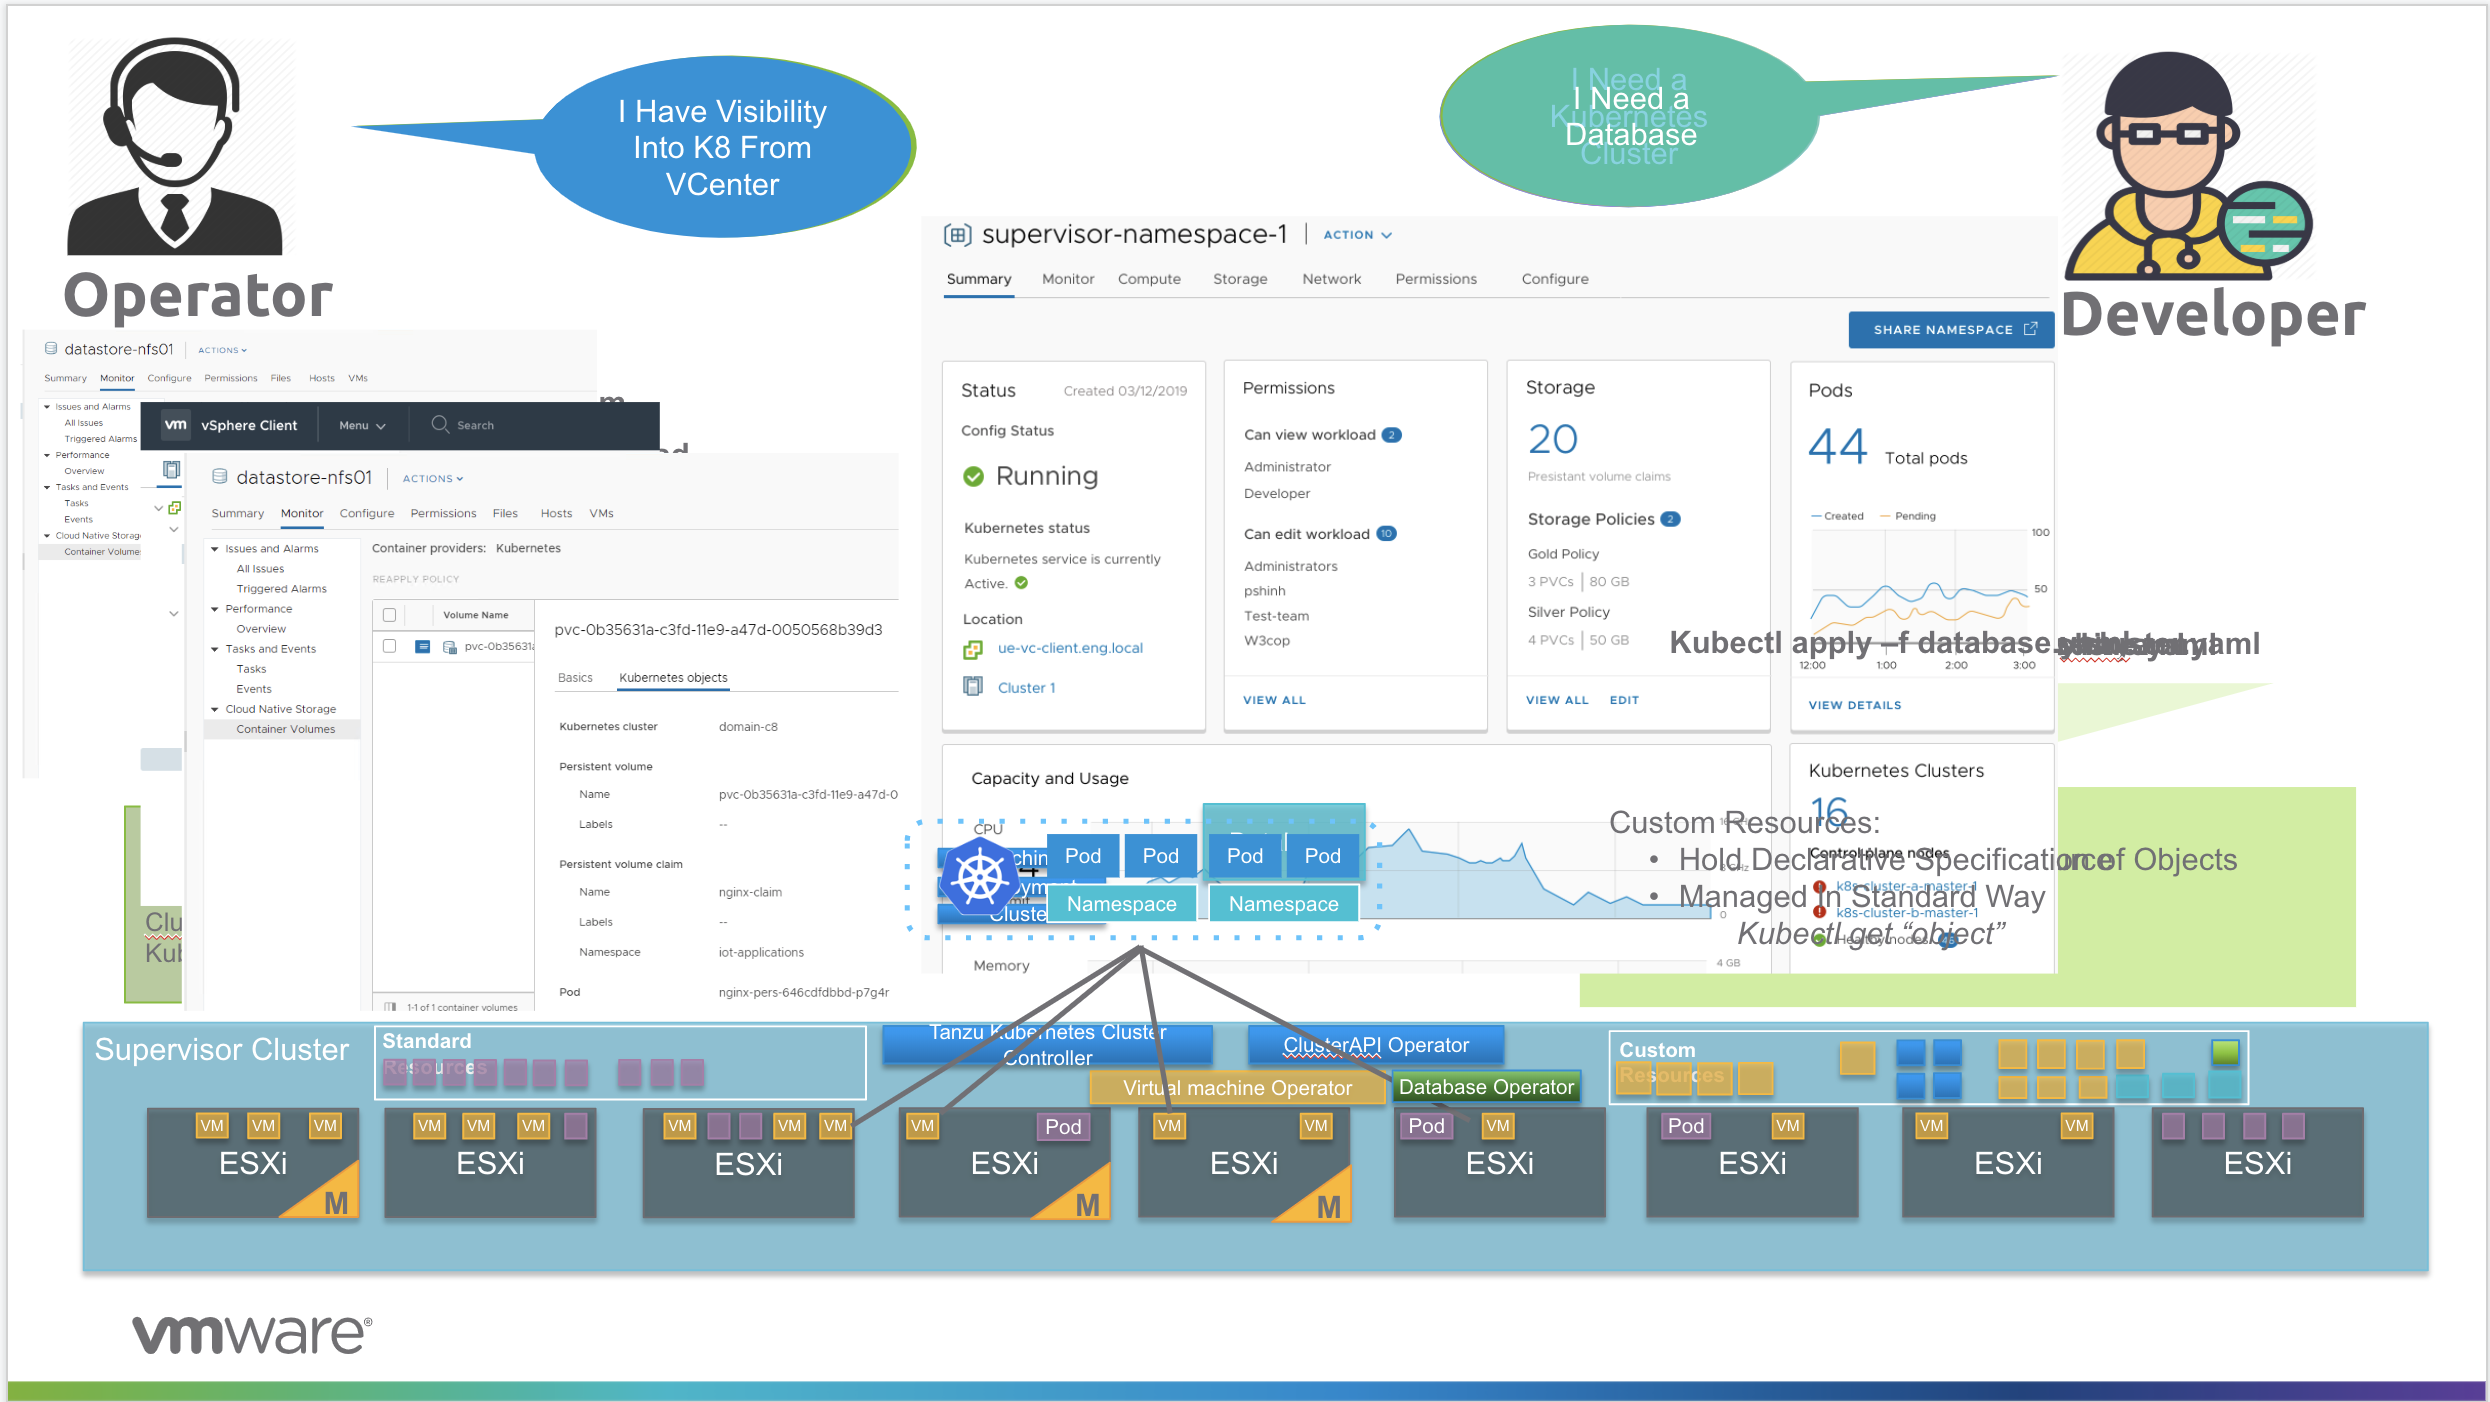 I Have Visibility
Into K8 From
VCenter
I Need a
Kubernetes
Cluster
I Need a
Database
Operator
Developer
datastore-nfs01
ACTIONS
Summary Monitor Configure Permissions Files Hosts VMs
Issues and Alarms
All Issues
Triggered Alarms
Performance
Overview
Tasks and Events
Tasks
Events
Cloud Native Storag
Container Volumes
vm vSphere Client Menu Search
datastore-nfs01
ACTIONS
Summary Monitor Configure Permissions Files Hosts VMs
Issues and Alarms
All Issues
Triggered Alarms
Performance
Overview
Tasks and Events
Tasks
Events
Cloud Native Storage
Container Volumes
Container providers: Kubernetes
REAPPLY POLICY
Volume Name
pvc-0b35631a
pvc-0b35631a-c3fd-11e9-a47d-0050568b39d3
Basics Kubernetes objects
Kubernetes cluster domain-c8
Persistent volume
Name pvc-0b35631a-c3fd-11e9-a47d-0
Labels --
Persistent volume claim
Name nginx-claim
Labels --
Namespace iot-applications
Pod nginx-pers-646cdfdbbd-p7g4r
1-1 of 1 container volumes
Clu
Kub
supervisor-namespace-1 ACTION
Summary Monitor Compute Storage Network Permissions Configure
SHARE NAMESPACE
Status Created 03/12/2019
Config Status
Running
Kubernetes status
Kubernetes service is currently
Active.
Location
ue-vc-client.eng.local
Cluster 1
Permissions
Can view workload 2
Administrator
Developer
Can edit workload 10
Administrators
pshinh
Test-team
W3cop
VIEW ALL
Storage
20
Presistant volume claims
Storage Policies 2
Gold Policy
3 PVCs | 80 GB
Silver Policy
4 PVCs | 50 GB
VIEW ALL EDIT
Pods
44 Total pods
Created Pending
100
50
12:00 1:00 2:00 3:00
VIEW DETAILS
Kubectl apply –f database.yaml
Capacity and Usage
CPU
Memory
4 GB
0
Kubernetes Clusters
16
Control plane nodes
k8s-cluster-a-master-1
k8s-cluster-b-master-1
Healthy nodes
Custom Resources:
• Hold Declarative Specification of Objects
• Managed In Standard Way
Kubectl get “object”
Pod Pod Pod Pod
Namespace Namespace
Cluste
Supervisor Cluster
Standard
Resources
Tanzu Kubernetes Cluster
Controller
ClusterAPI Operator
Virtual machine Operator
Database Operator
Custom
Resources
VM VM VM
ESXi
M
VM VM VM
ESXi
VM VM VM
ESXi
VM Pod
ESXi
M
VM VM
ESXi
M
Pod VM
ESXi
Pod VM
ESXi
VM VM
ESXi
ESXi
vmware®